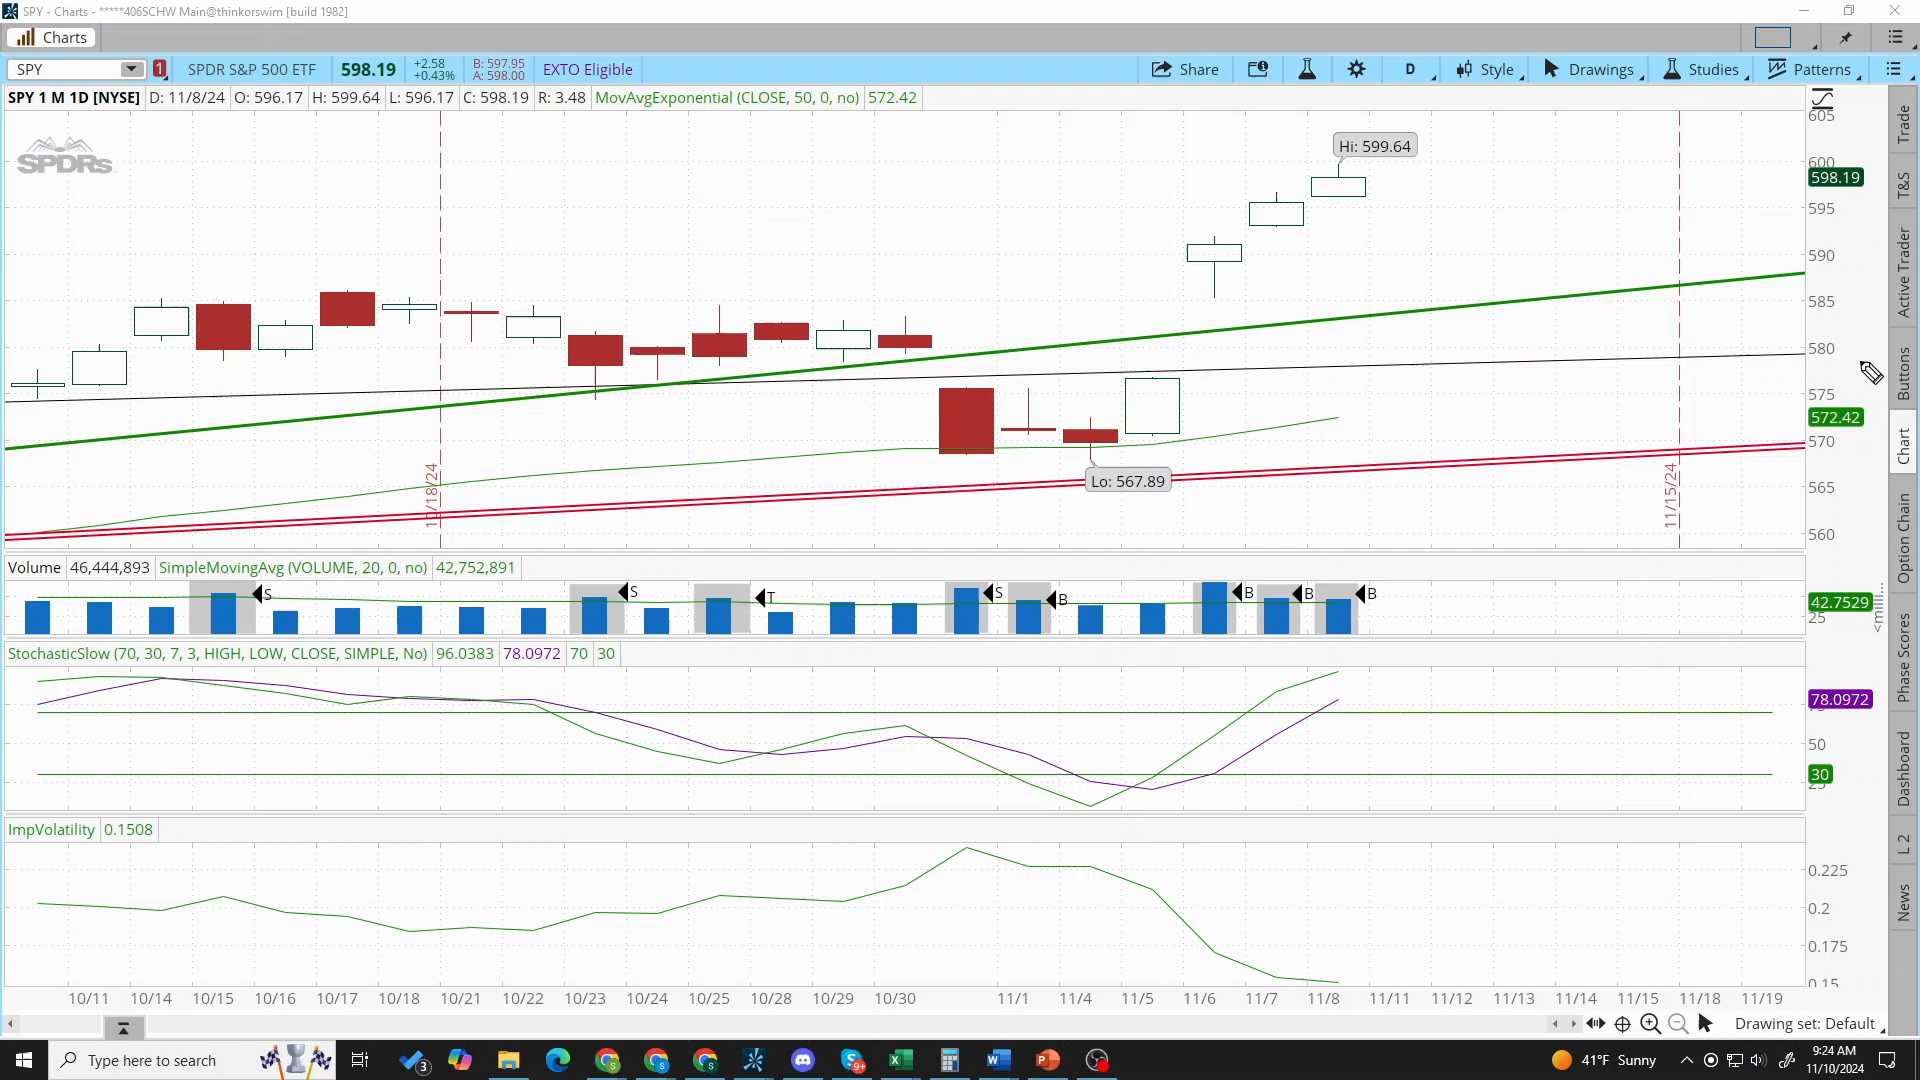 SPY - Charts - *****406SCHW Main@thinkorswim [build 1982]
Charts
SPY 1 SPDR S&P 500 ETF 598.19 +2.58 +0.43% B: 597.95 A: 598.00 EXTO Eligible Share D Style Drawings Studies Patterns
SPY 1 M 1D [NYSE] D: 11/8/24 O: 596.17 H: 599.64 L: 596.17 C: 598.19 R: 3.48 MovAvgExponential (CLOSE, 50, 0, no) 572.42
SPDRs
Hi: 599.64
Lo: 567.89
10/18/24
11/15/24
605
600
598.19
595
590
585
580
575
572.42
570
565
560
Volume 46,444,893 SimpleMovingAvg (VOLUME, 20, 0, no) 42,752,891
S S T S B B B B
42.7529
25
StochasticSlow (70, 30, 7, 3, HIGH, LOW, CLOSE, SIMPLE, No) 96.0383 78.0972 70 30
78.0972
50
30
25
ImpVolatility 0.1508
0.225
0.2
0.175
0.15
10/11 10/14 10/15 10/16 10/17 10/18 10/21 10/22 10/23 10/24 10/25 10/28 10/29 10/30 11/1 11/4 11/5 11/6 11/7 11/8 11/11 11/12 11/13 11/14 11/15 11/18 11/19
Drawing set: Default
Trade
T&S
Active Trader
Buttons
Chart
Option Chain
Phase Scores
Dashboard
L 2
News
Type here to search
3
9+
41°F Sunny
9:24 AM
11/10/2024